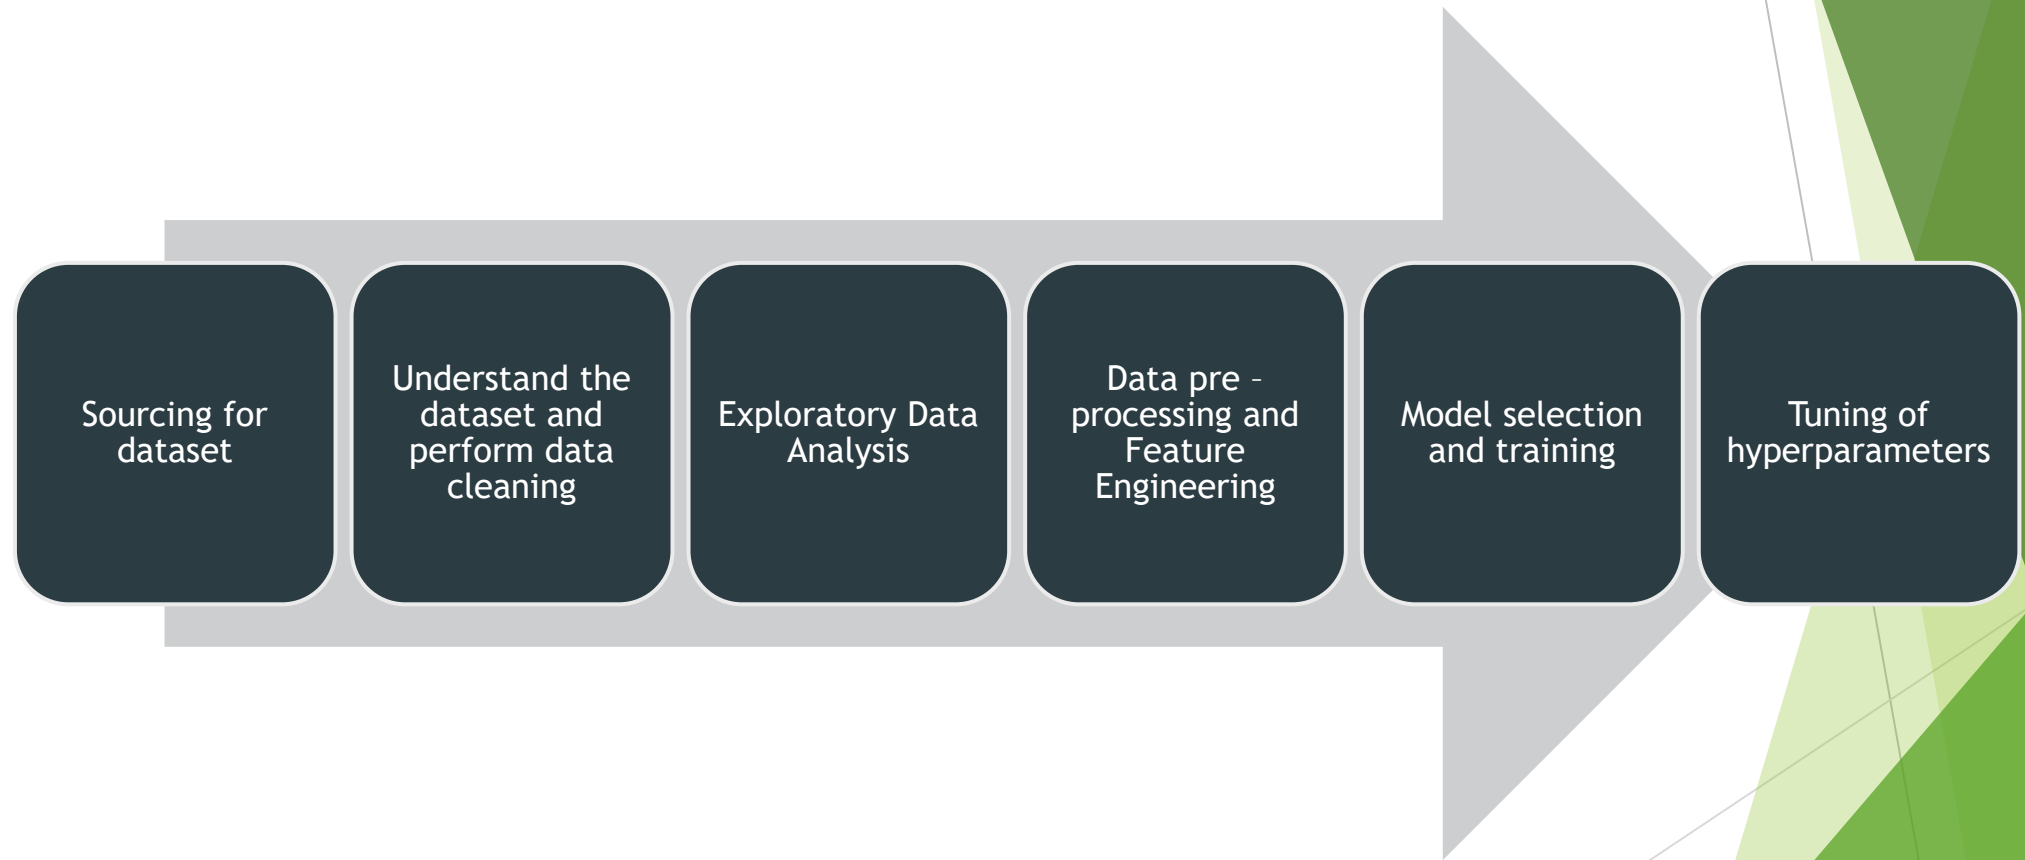 Sourcing for
dataset
Understand the
dataset and
perform data
cleaning
Exploratory Data
Analysis
Data pre –
processing and
Feature
Engineering
Model selection
and training
Tuning of
hyperparameters